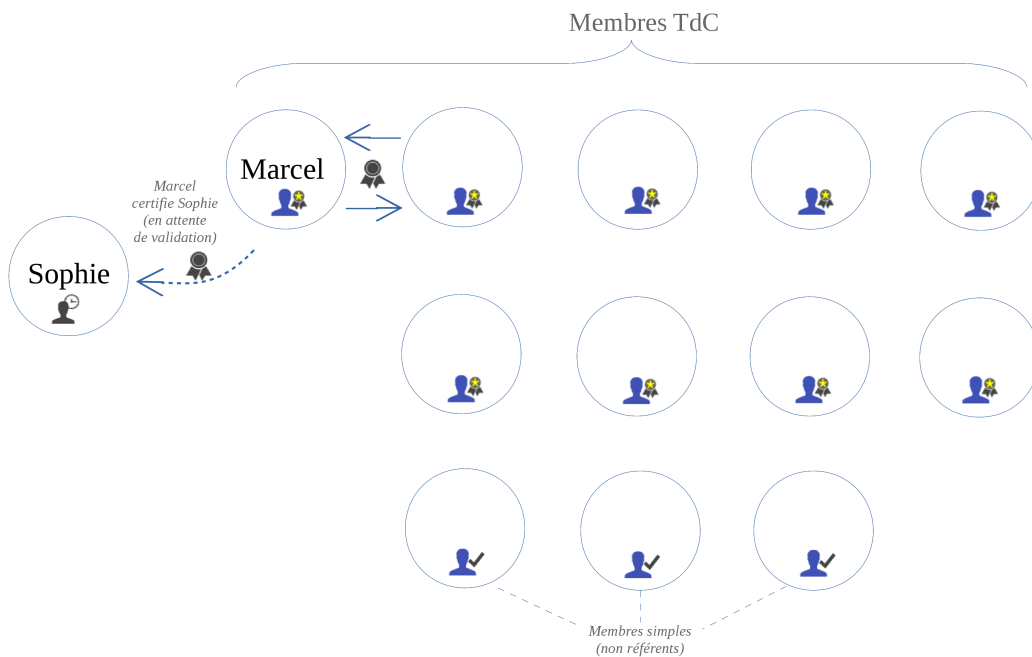 Membres TdC
Marcel
Marcel
certifie Sophie
(en attente
de validation)
Sophie
Membres simples
(non référents)